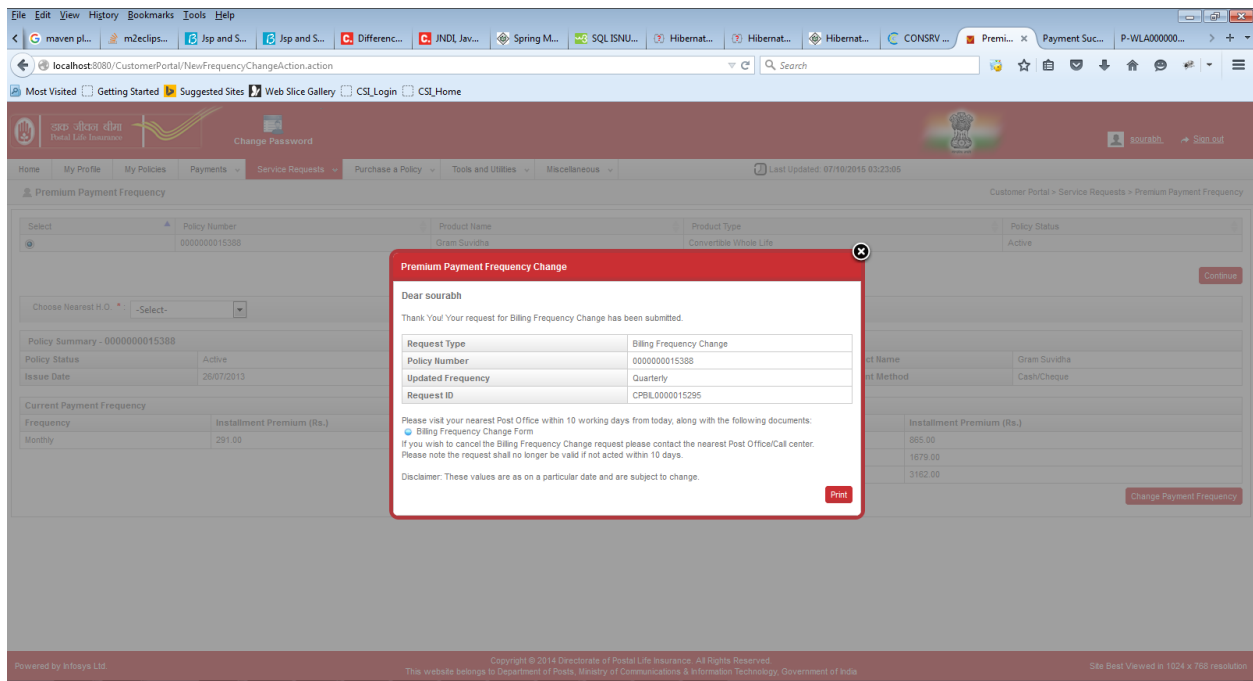 File Edit View History Bookmarks Tools Help
maven pl... m2eclips... Jsp and S... Jsp and S... Differenc... JNDI, Jav... Spring M... SQL ISNU... Hibernat... Hibernat... Hibernat... CONSRV ... Premi... Payment Suc... P-WLA000000...
localhost:8080/CustomerPortal/NewFrequencyChangeAction.action Search
Most Visited Getting Started Suggested Sites Web Slice Gallery CSI_Login CSI_Home
डाक जीवन बीमा
Postal Life Insurance
Change Password
sourabh Sign out
Home My Profile My Policies Payments Service Requests Purchase a Policy Tools and Utilities Miscellaneous Last Updated: 07/10/2015 03:23:05
Premium Payment Frequency Customer Portal > Service Requests > Premium Payment Frequency
Select Policy Number Product Name Product Type Policy Status
0000000015388 Gram Suvidha Convertible Whole Life Active
Continue
Choose Nearest H.O. * : -Select-
Policy Summary - 0000000015388
Policy Status Active ct Name Gram Suvidha
Issue Date 26/07/2013 nt Method Cash/Cheque
Current Payment Frequency
Frequency Installment Premium (Rs.) Installment Premium (Rs.)
Monthly 291.00 865.00
1679.00
3162.00
Change Payment Frequency
Premium Payment Frequency Change
Dear sourabh
Thank You! Your request for Billing Frequency Change has been submitted.
Request Type Billing Frequency Change
Policy Number 0000000015388
Updated Frequency Quarterly
Request ID CPBIL0000015295
Please visit your nearest Post Office within 10 working days from today, along with the following documents:
Billing Frequency Change Form
If you wish to cancel the Billing Frequency Change request please contact the nearest Post Office/Call center.
Please note the request shall no longer be valid if not acted within 10 days.
Disclaimer: These values are as on a particular date and are subject to change.
Print
Powered by Infosys Ltd.
Copyright © 2014 Directorate of Postal Life Insurance. All Rights Reserved.
This website belongs to Department of Posts, Ministry of Communications & Information Technology, Government of India
Site Best Viewed in 1024 x 768 resolution